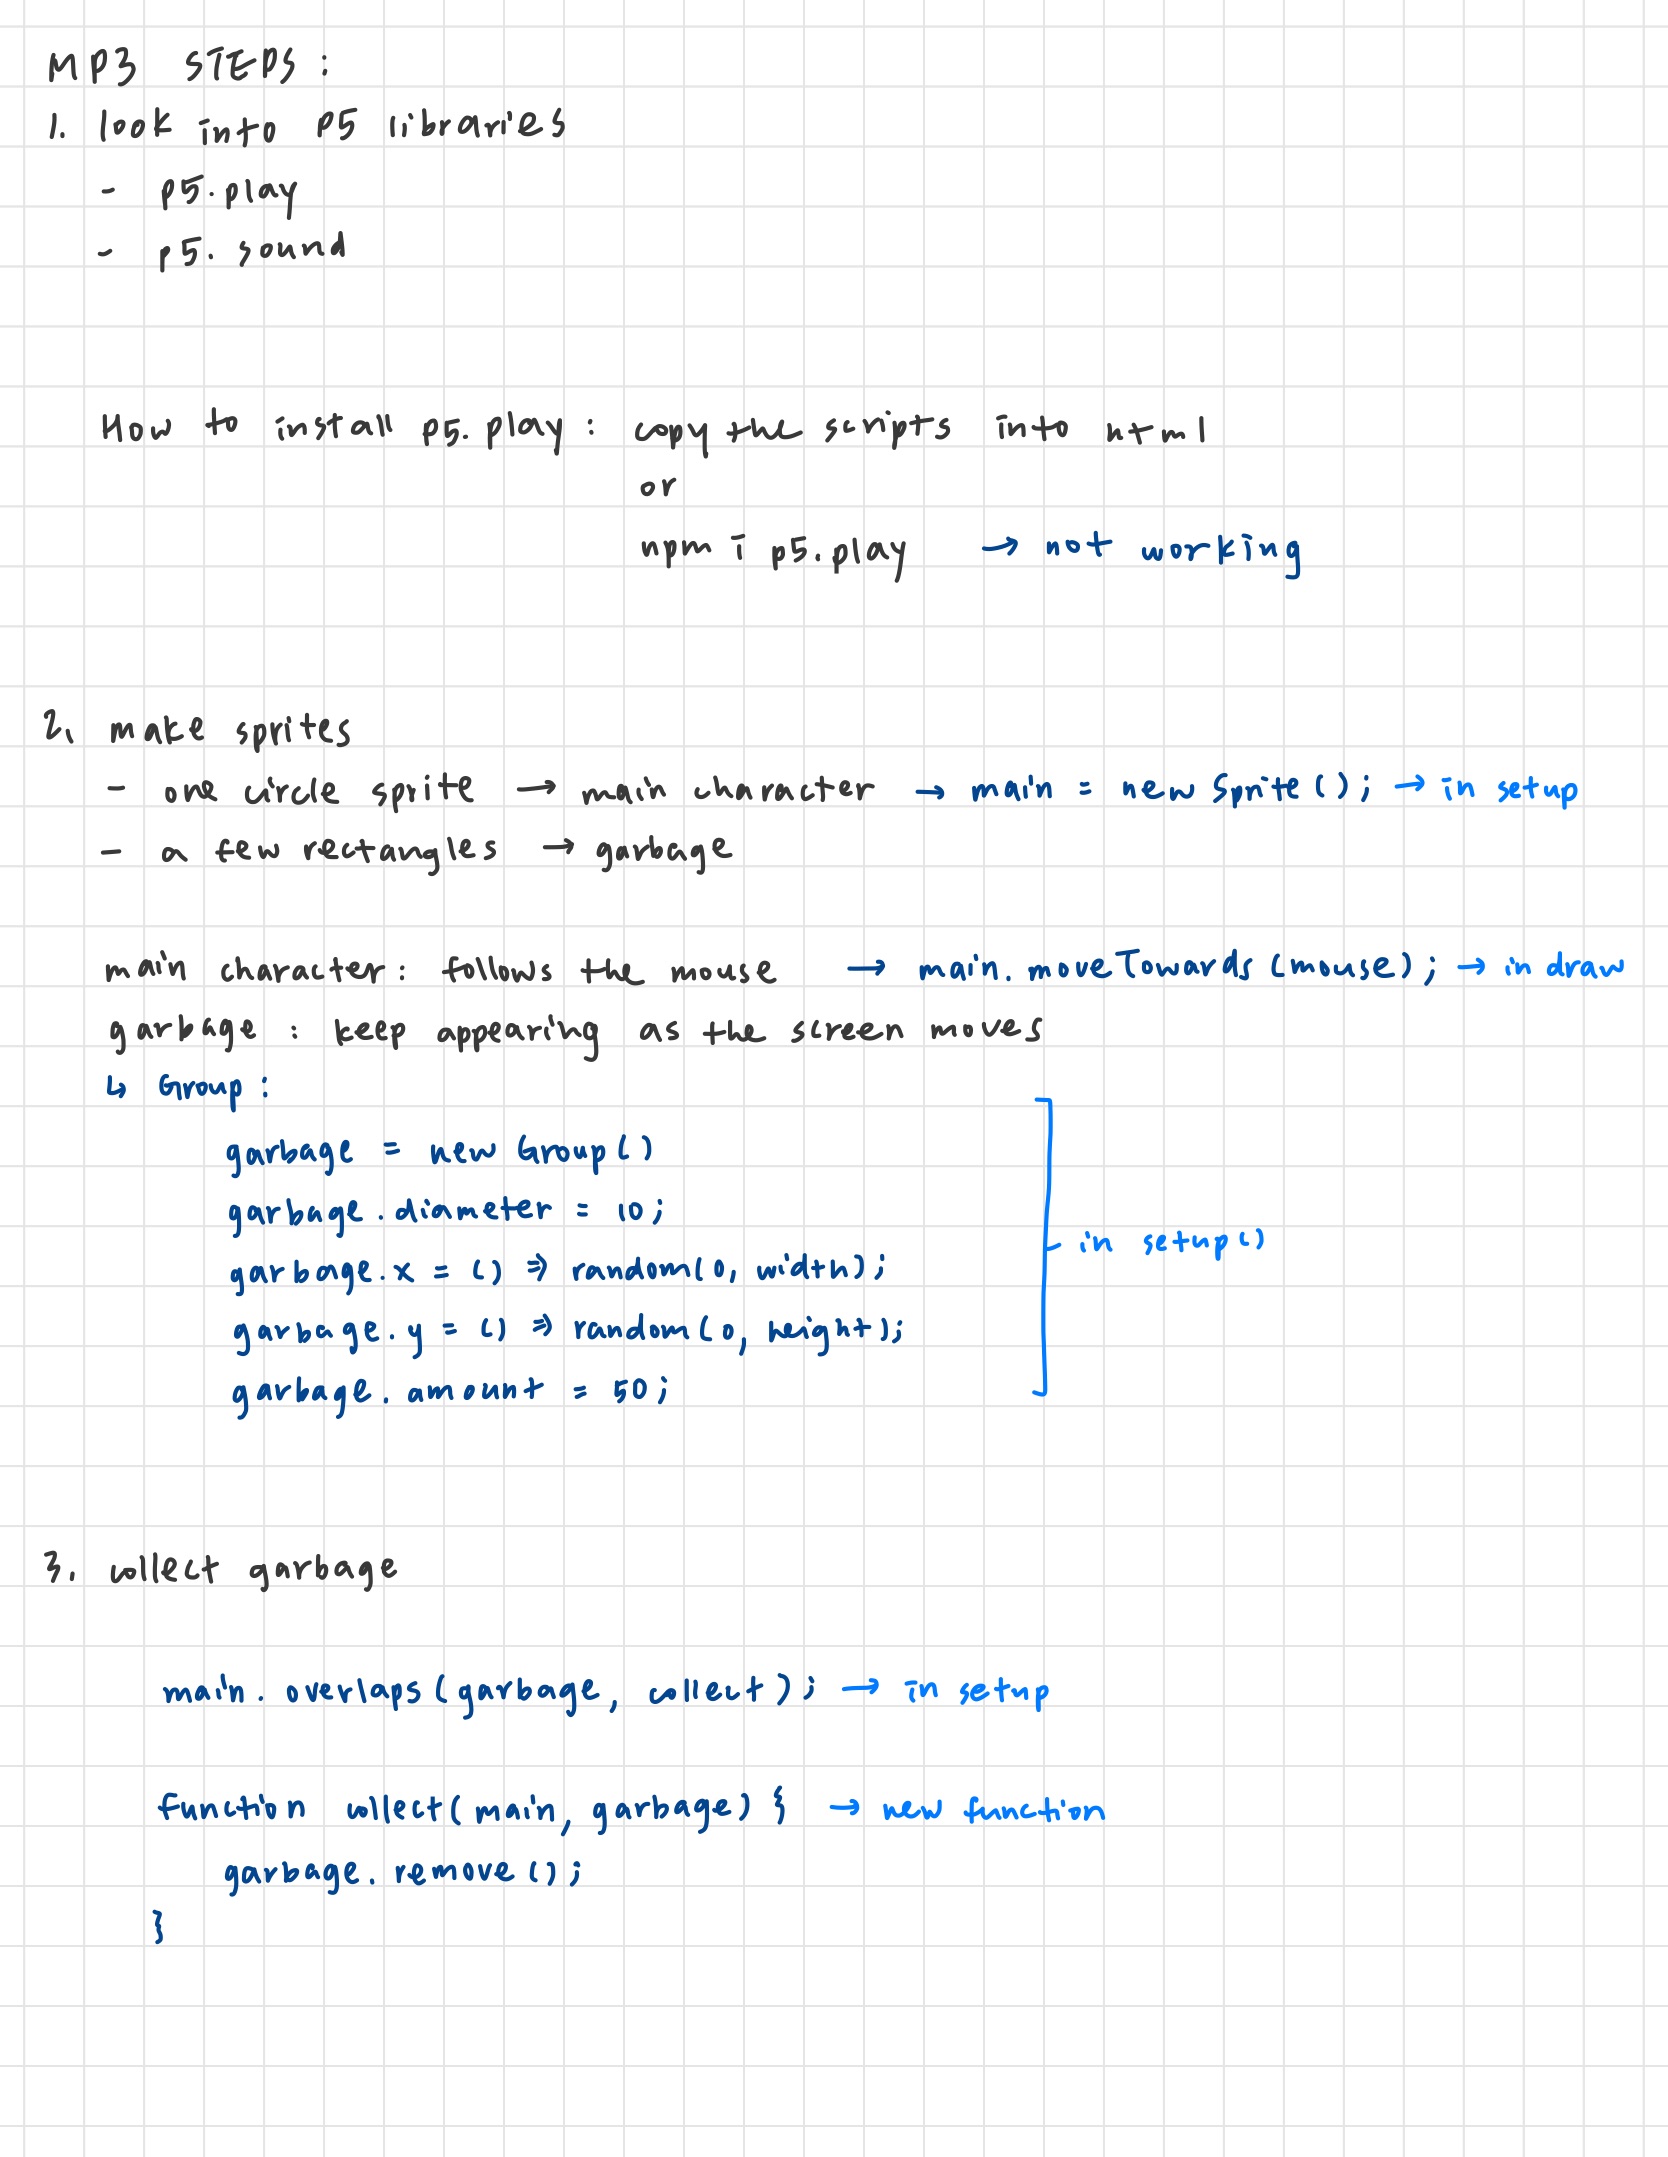 MP3 STEPS :
1. look into P5 libraries
- p5.play
- p5. sound
How to install p5.play : copy the scripts into html
or
npm i p5.play → not working
2. make sprites
- one circle sprite → main character → main = new Sprite(); → in setup
- a few rectangles → garbage
main character : follows the mouse → main.moveTowards(mouse); → in draw
garbage : keep appearing as the screen moves
↳ Group :
garbage = new Group()
garbage.diameter = 10;
garbage.x = () => random(0, width);
in setup()
garbage.y = () => random(0, height);
garbage.amount = 50;
3. collect garbage
main.overlaps(garbage, collect); → in setup
function collect(main, garbage) { → new function
garbage.remove();
}